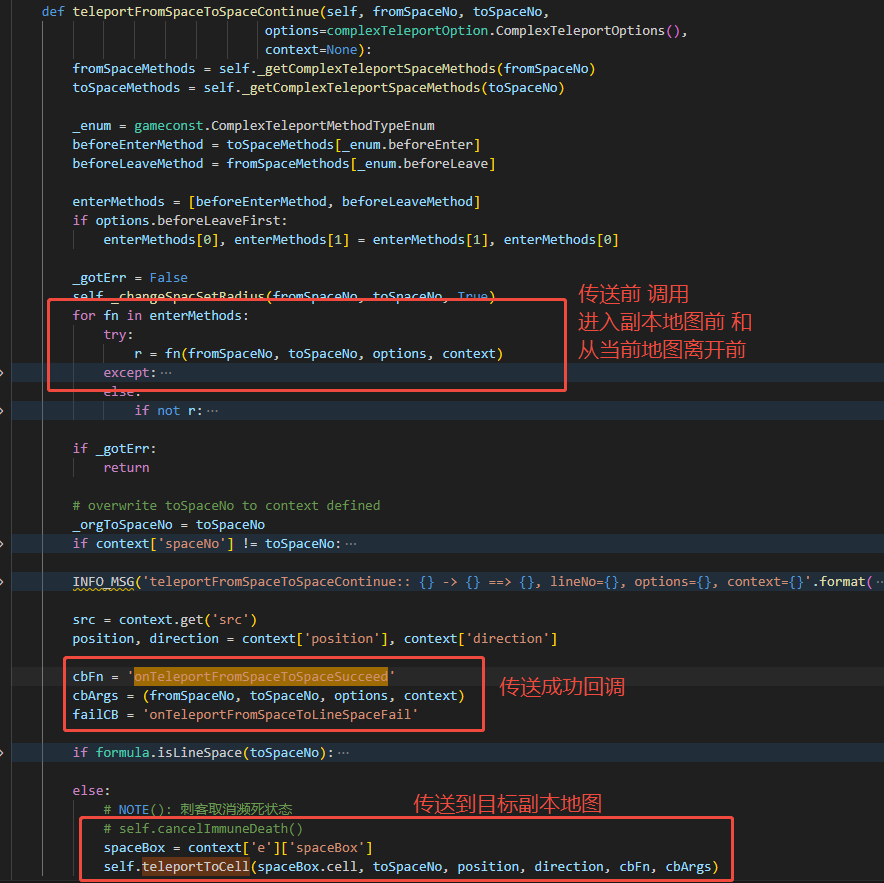 def teleportFromSpaceToSpaceContinue(self, fromSpaceNo, toSpaceNo,
options=complexTeleportOption.ComplexTeleportOptions(),
context=None):
fromSpaceMethods = self._getComplexTeleportSpaceMethods(fromSpaceNo)
toSpaceMethods = self._getComplexTeleportSpaceMethods(toSpaceNo)
_enum = gameconst.ComplexTeleportMethodTypeEnum
beforeEnterMethod = toSpaceMethods[_enum.beforeEnter]
beforeLeaveMethod = fromSpaceMethods[_enum.beforeLeave]
enterMethods = [beforeEnterMethod, beforeLeaveMethod]
if options.beforeLeaveFirst:
enterMethods[0], enterMethods[1] = enterMethods[1], enterMethods[0]
_gotErr = False
self._changeSpacSetRadius(fromSpaceNo, toSpaceNo, True)
for fn in enterMethods:
try:
r = fn(fromSpaceNo, toSpaceNo, options, context)
except:…
else:
if not r:…
传送前 调用
进入副本地图前 和
从当前地图离开前
if _gotErr:
return
# overwrite toSpaceNo to context defined
_orgToSpaceNo = toSpaceNo
if context['spaceNo'] != toSpaceNo:…
INFO_MSG('teleportFromSpaceToSpaceContinue:: {} -> {} ==> {}, lineNo={}, options={}, context={}'.format(…
src = context.get('src')
position, direction = context['position'], context['direction']
cbFn = 'onTeleportFromSpaceToSpaceSucceed'
cbArgs = (fromSpaceNo, toSpaceNo, options, context)
failCB = 'onTeleportFromSpaceToLineSpaceFail'
传送成功回调
if formula.isLineSpace(toSpaceNo):…
else:
传送到目标副本地图
# NOTE(): 刺客取消濒死状态
# self.cancelImmuneDeath()
spaceBox = context['e']['spaceBox']
self.teleportToCell(spaceBox.cell, toSpaceNo, position, direction, cbFn, cbArgs)